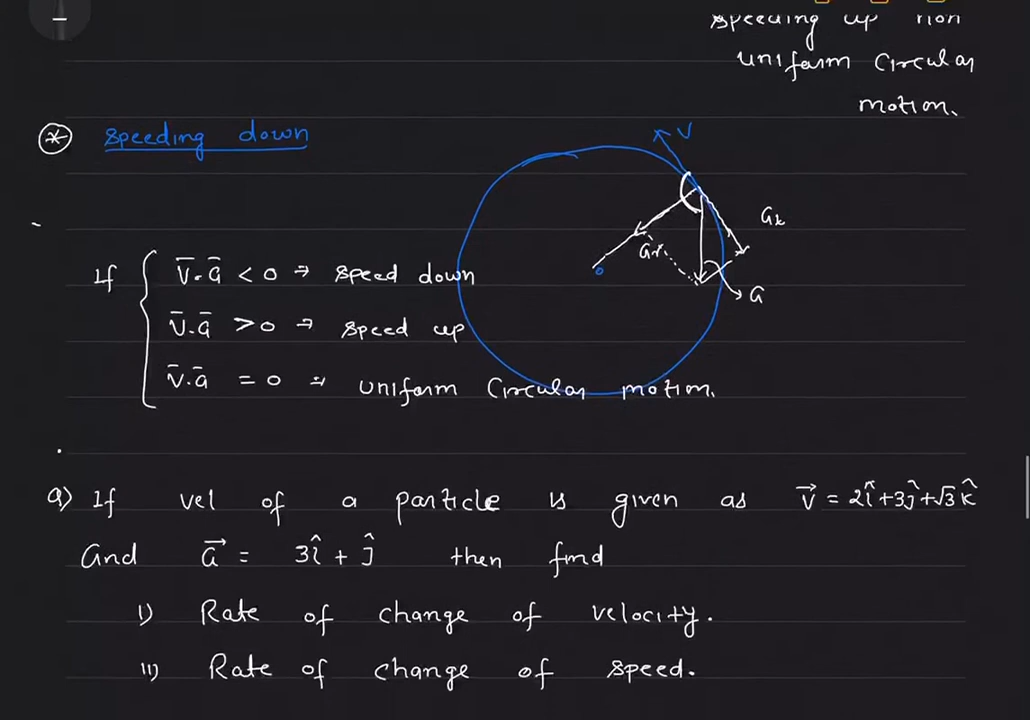 speeding up non
uniform Circular
motion.
* Speeding down
V
at
ar
a
If
V̄.ā < 0 ⇒ speed down
V̄.ā > 0 ⇒ speed up
V̄.ā = 0 ⇒ uniform Circular motion.
Q) If vel of a particle is given as v⃗ = 2î+3ĵ+√3k̂
And a⃗ = 3î + ĵ then find
i) Rate of change of velocity.
ii) Rate of change of speed.